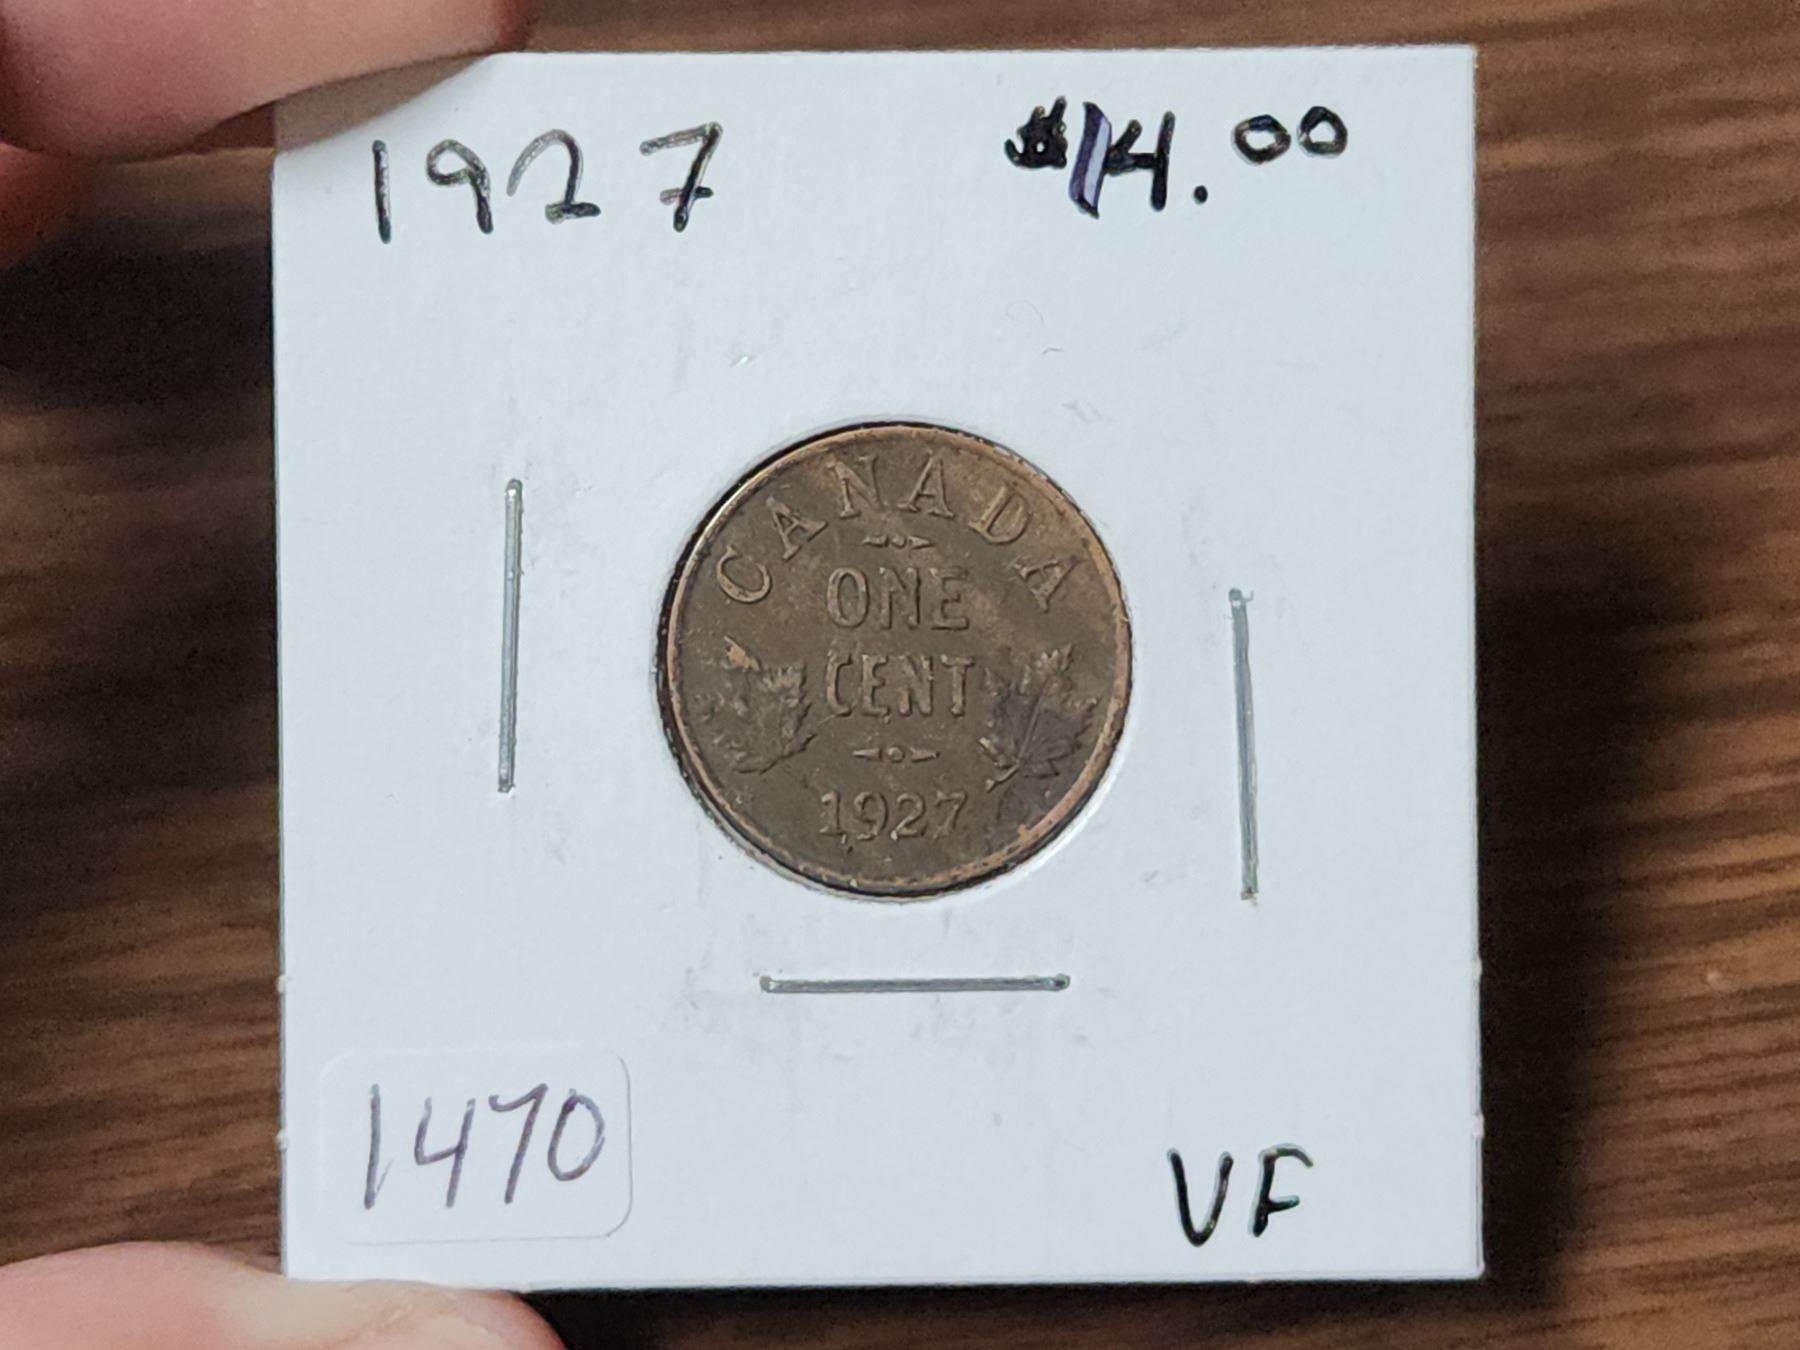 1927 $14.00
CANADA
ONE
CENT
1927
1470
VF